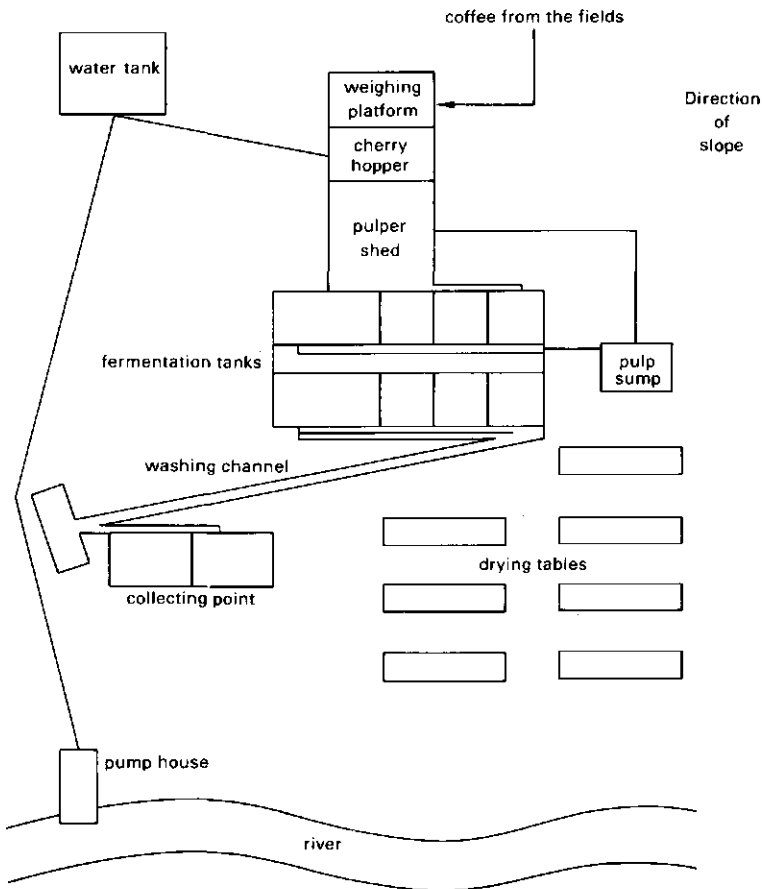 coffee from the fields
water tank
weighing
platform
Direction
of
slope
cherry
hopper
pulper
shed
fermentation tanks
pulp
sump
washing channel
drying tables
collecting point
pump house
river